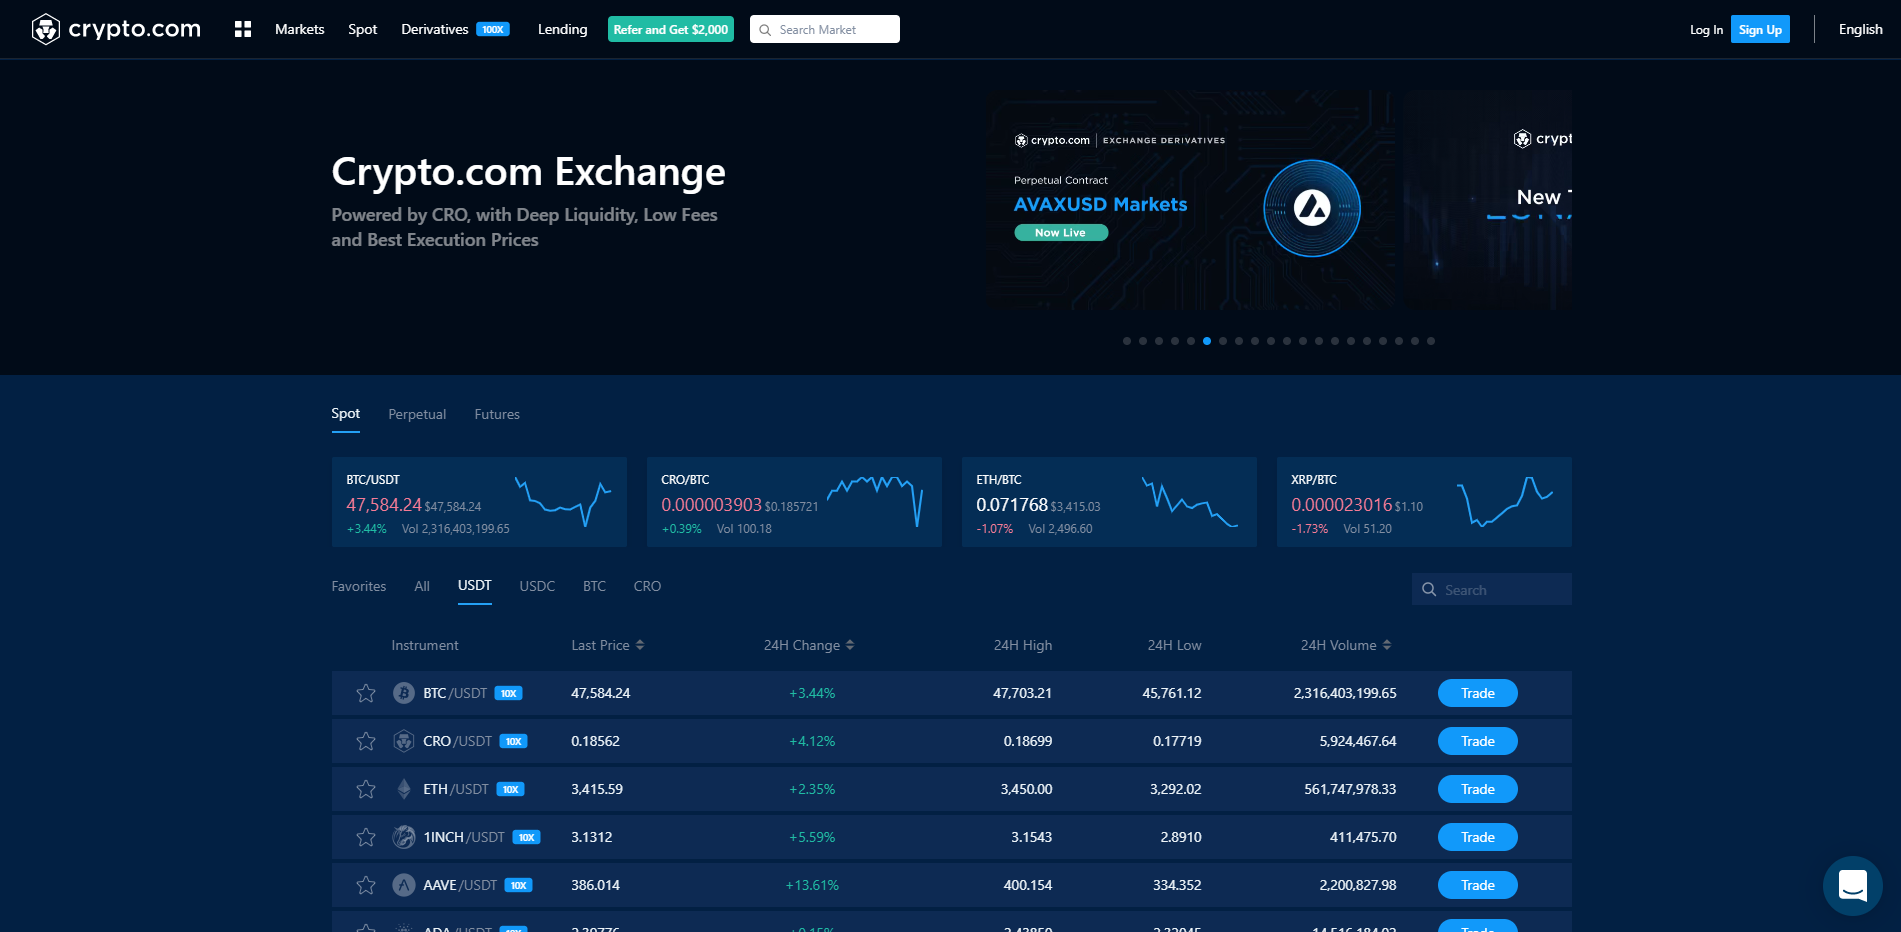 crypto.com Markets Spot Derivatives 100X Lending Refer and Get $2,000 Search Market Log In Sign Up English
Crypto.com Exchange
Powered by CRO, with Deep Liquidity, Low Fees
and Best Execution Prices
crypto.com | EXCHANGE DERIVATIVES
Perpetual Contract
AVAXUSD Markets
Now Live
New
Spot Perpetual Futures
BTC/USDT
47,584.24 $47,584.24
+3.44% Vol 2,316,403,199.65
CRO/BTC
0.000003903 $0.185721
+0.39% Vol 100.18
ETH/BTC
0.071768 $3,415.03
-1.07% Vol 2,496.60
XRP/BTC
0.000023016 $1.10
-1.73% Vol 51.20
Favorites All USDT USDC BTC CRO Search
Instrument Last Price 24H Change 24H High 24H Low 24H Volume
BTC/USDT 10X 47,584.24 +3.44% 47,703.21 45,761.12 2,316,403,199.65 Trade
CRO/USDT 10X 0.18562 +4.12% 0.18699 0.17719 5,924,467.64 Trade
ETH/USDT 10X 3,415.59 +2.35% 3,450.00 3,292.02 561,747,978.33 Trade
1INCH/USDT 10X 3.1312 +5.59% 3.1543 2.8910 411,475.70 Trade
AAVE/USDT 10X 386.014 +13.61% 400.154 334.352 2,200,827.98 Trade